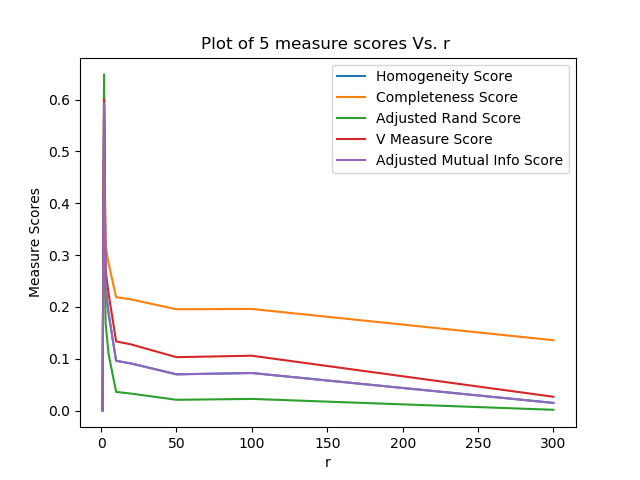 Plot of 5 measure scores Vs. r
Homogeneity Score
Completeness Score
Adjusted Rand Score
V Measure Score
Adjusted Mutual Info Score
Measure Scores
0.6
0.5
0.4
0.3
0.2
0.1
0.0
0 50 100 150 200 250 300
r